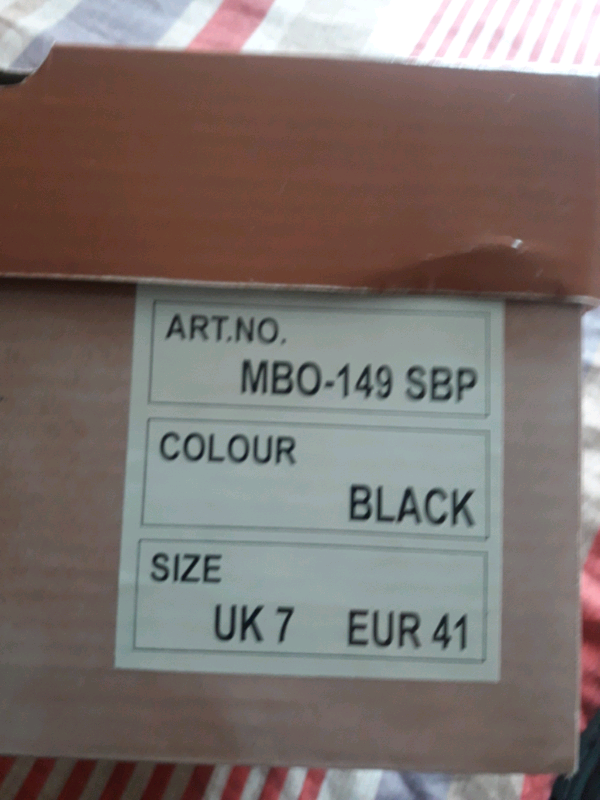 ART.NO.
MBO-149 SBP
COLOUR
BLACK
SIZE
UK 7 EUR 41